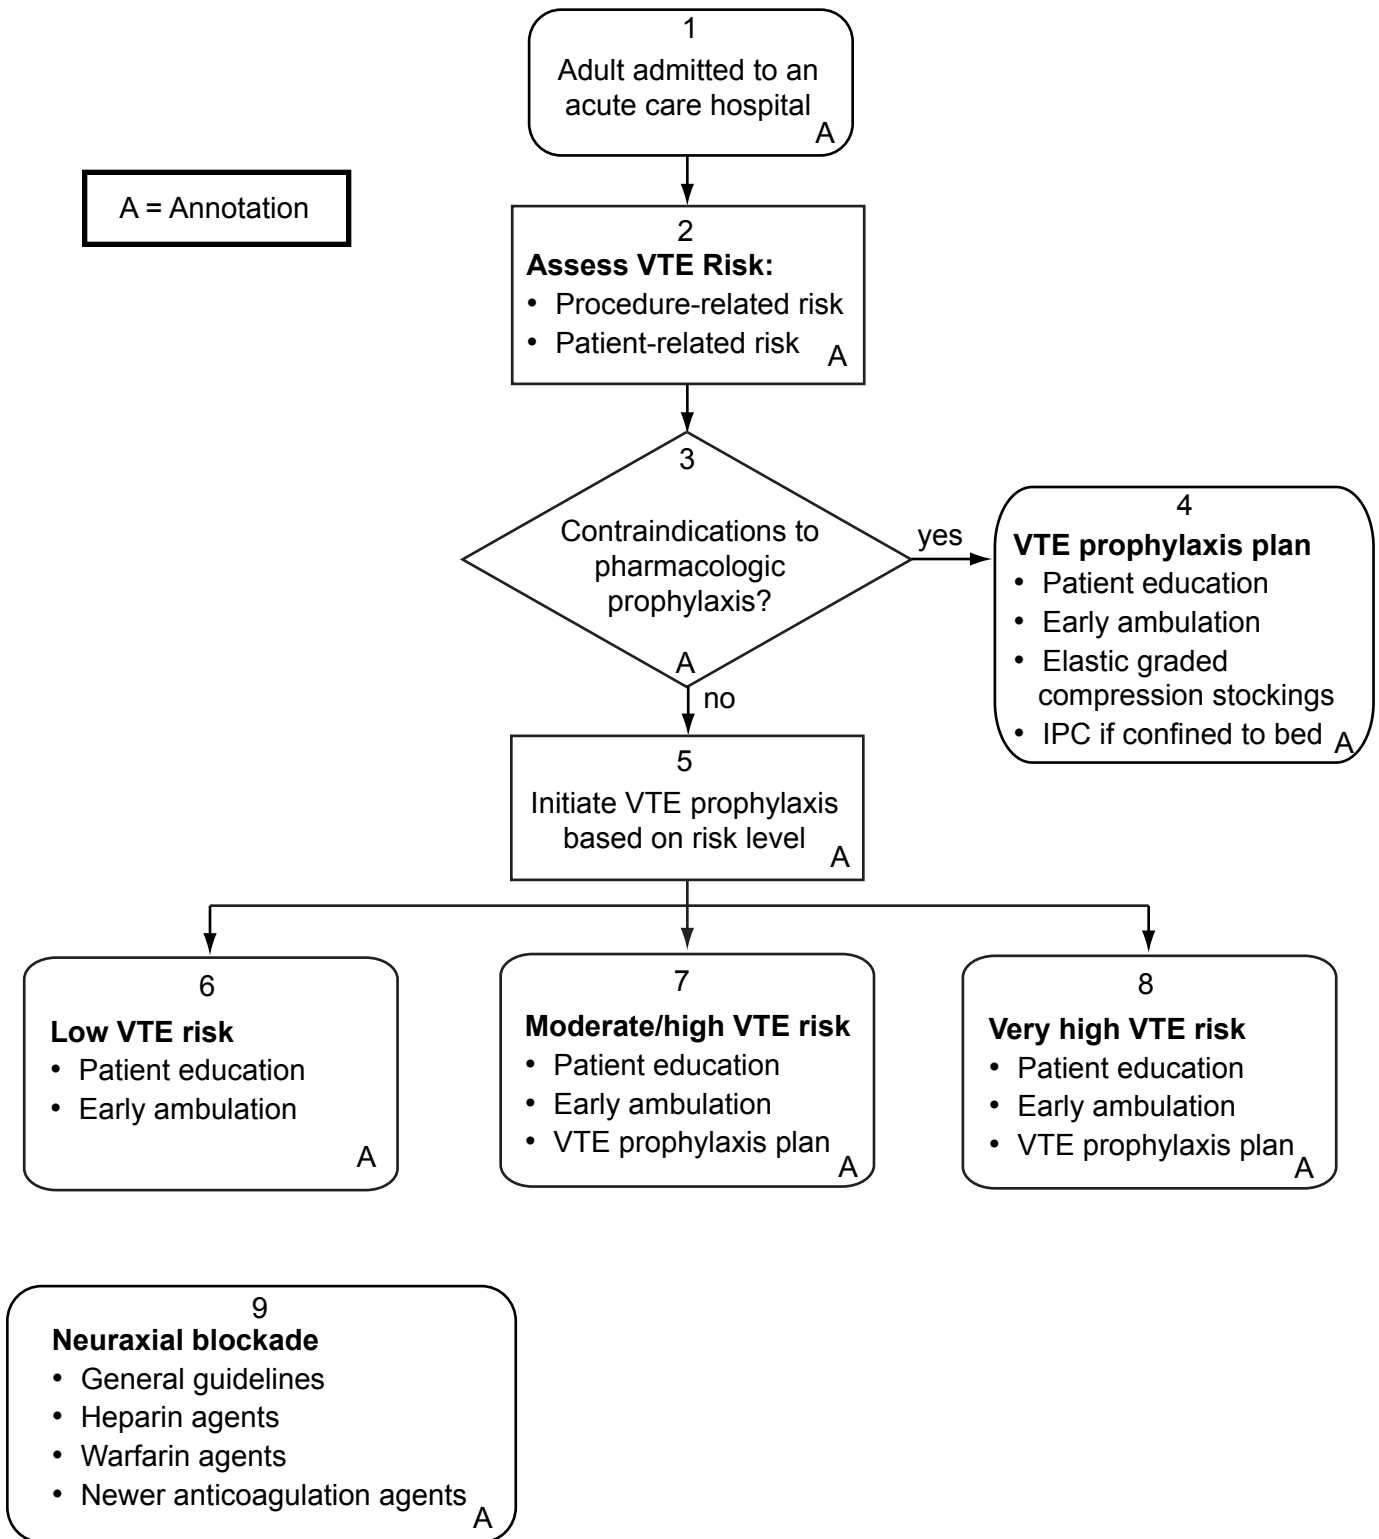 1
Adult admitted to an
acute care hospital
A
A = Annotation
2
Assess VTE Risk:
• Procedure-related risk
• Patient-related risk
A
3
Contraindications to
pharmacologic
prophylaxis?
A
yes
no
4
VTE prophylaxis plan
• Patient education
• Early ambulation
• Elastic graded
compression stockings
• IPC if confined to bed
A
5
Initiate VTE prophylaxis
based on risk level
A
6
Low VTE risk
• Patient education
• Early ambulation
A
7
Moderate/high VTE risk
• Patient education
• Early ambulation
• VTE prophylaxis plan
A
8
Very high VTE risk
• Patient education
• Early ambulation
• VTE prophylaxis plan
A
9
Neuraxial blockade
• General guidelines
• Heparin agents
• Warfarin agents
• Newer anticoagulation agents
A